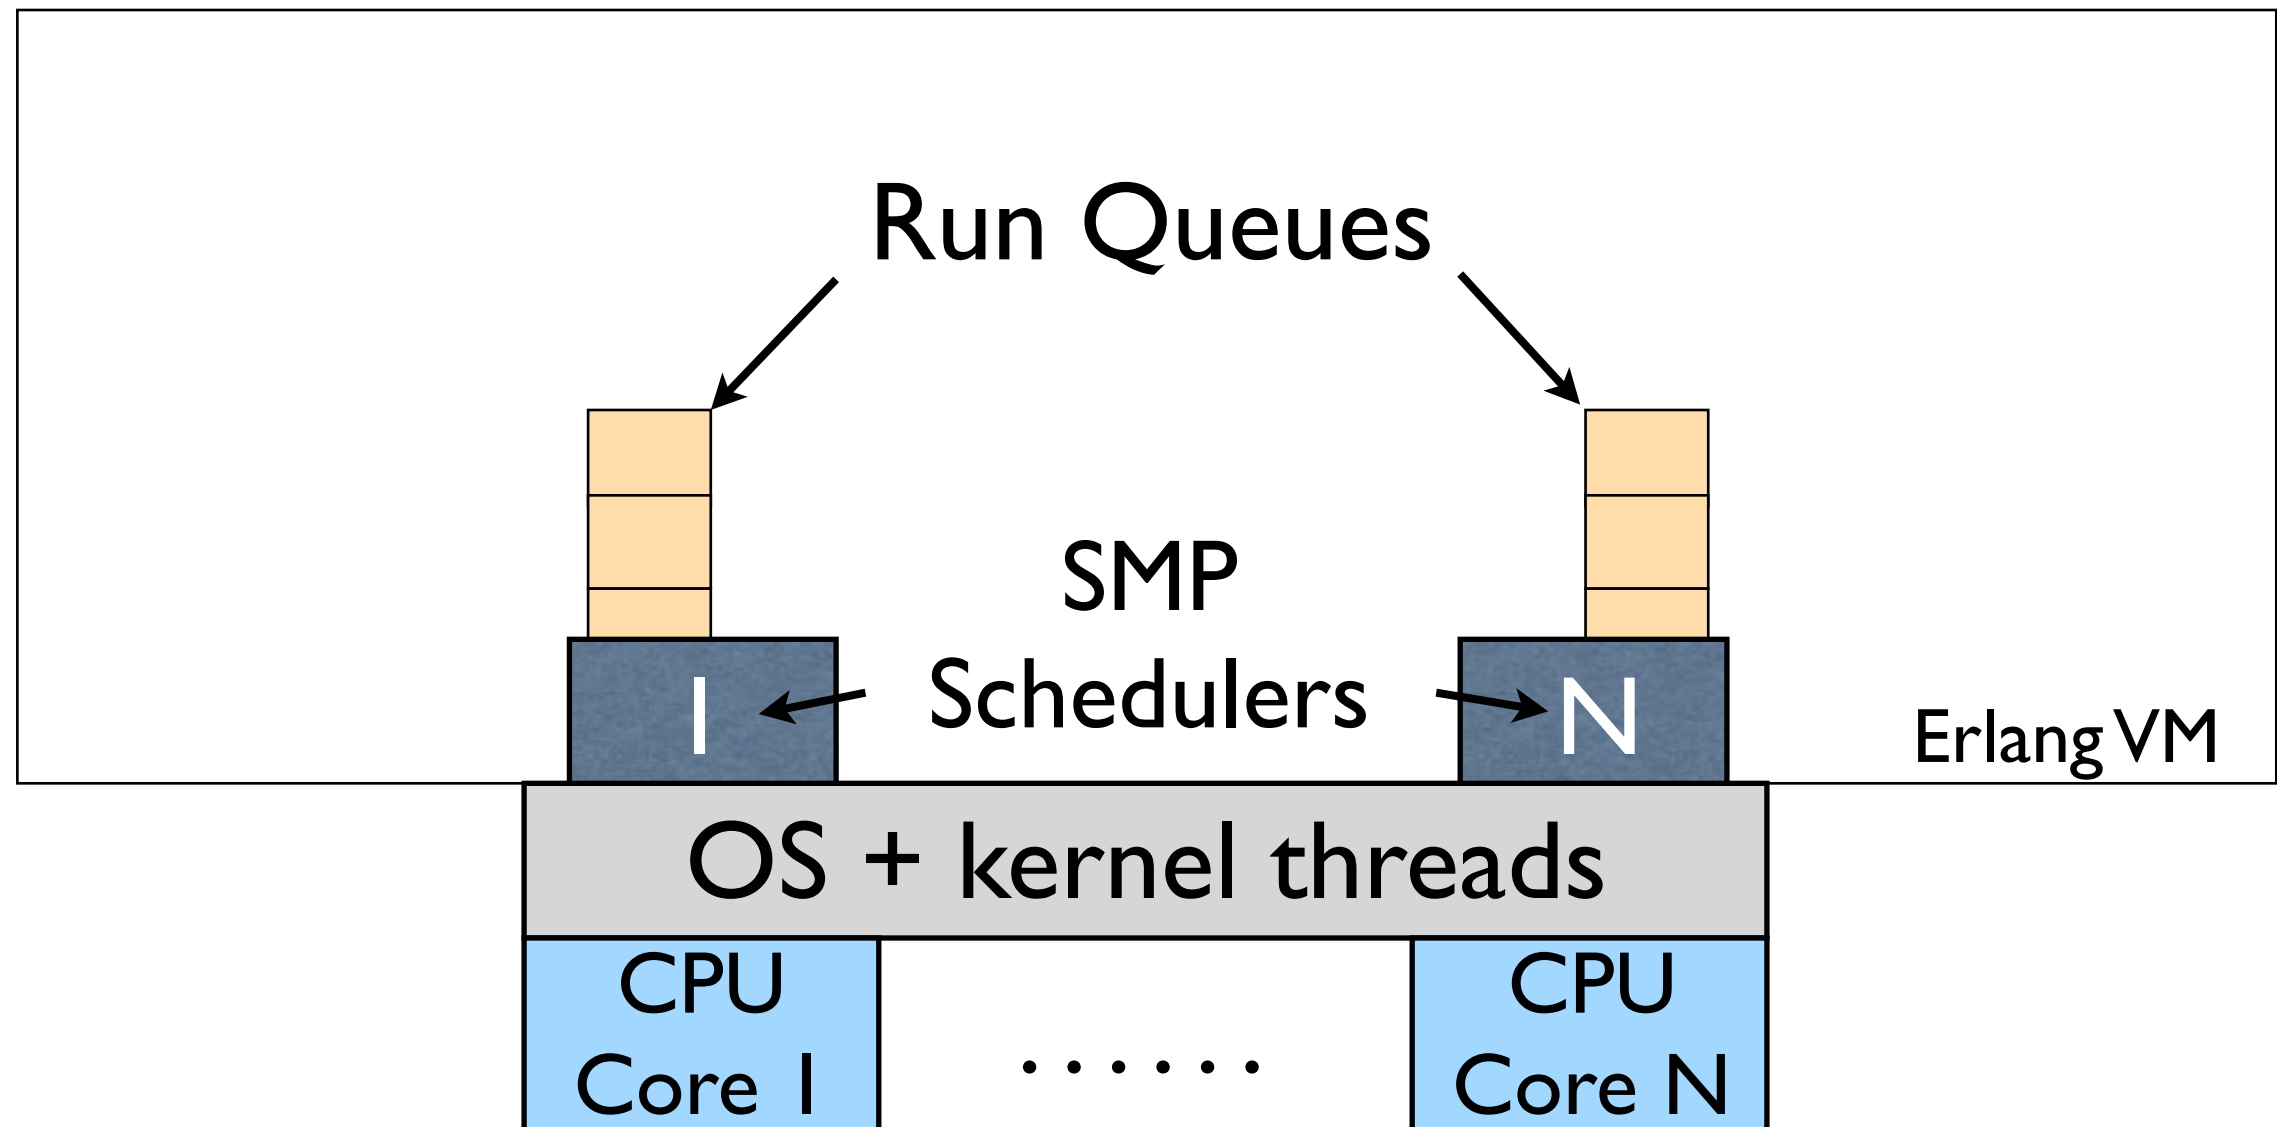 Run Queues
SMP
Schedulers
1
N
Erlang VM
OS + kernel threads
CPU
Core 1
......
CPU
Core N